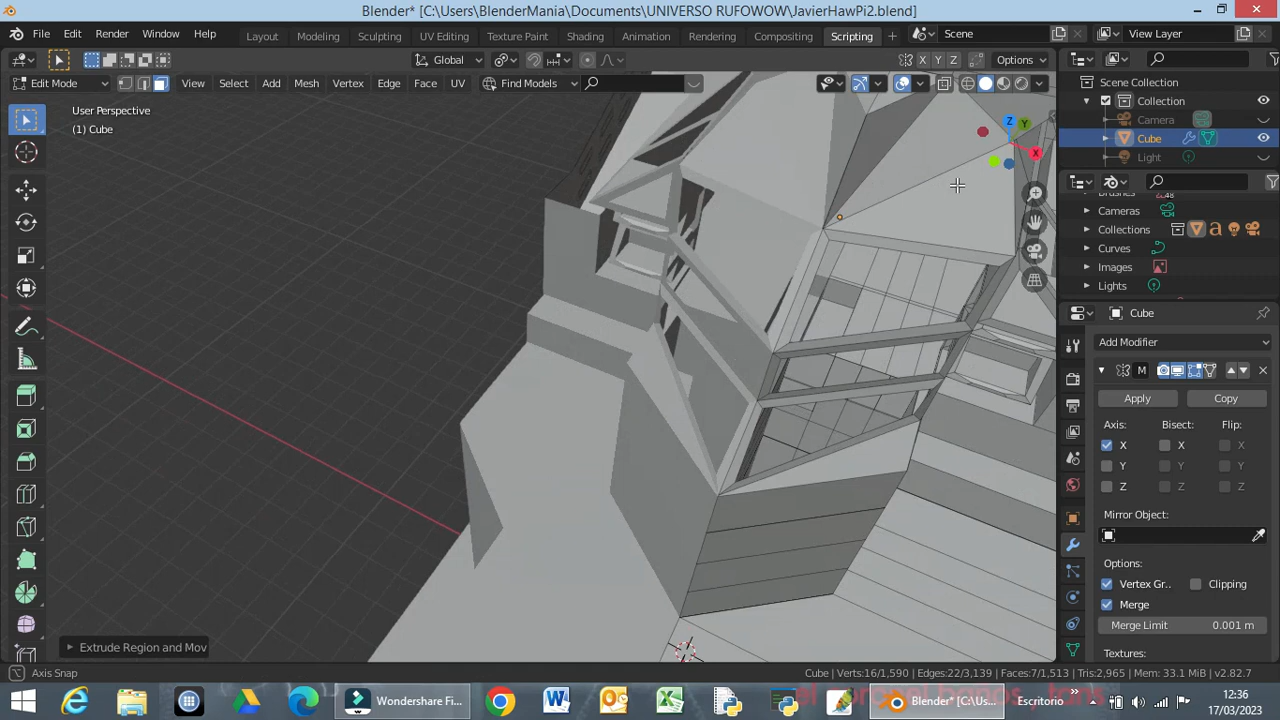 Blender* [C:\Users\BlenderMania\Documents\UNIVERSO RUFOWOW\JavierHawPi2.blend]
File Edit Render Window Help Layout Modeling Sculpting UV Editing Texture Paint Shading Animation Rendering Compositing Scripting + Scene View Layer
Global X Y Z Options
Edit Mode View Select Add Mesh Vertex Edge Face UV Find Models
User Perspective
(1) Cube
Z
Y
X
Scene Collection
Collection
Camera
Cube
Light
Cameras
Collections
Curves
Images
Lights
Cube
Add Modifier
M
Apply Copy
Axis: Bisect: Flip:
X X X
Y Y Y
Z Z Z
Mirror Object:
Options:
Vertex Gr.. Clipping
Merge
Merge Limit 0.001 m
Textures:
Extrude Region and Mov
Axis Snap
Cube | Verts:16/1,590 | Edges:22/3,139 | Faces:7/1,513 | Tris:2,965 | Mem: 33.1 MiB | v2.82.7
Wondershare Fi...
Blender* [C:\Us...
Escritorio
12:36
17/03/2023